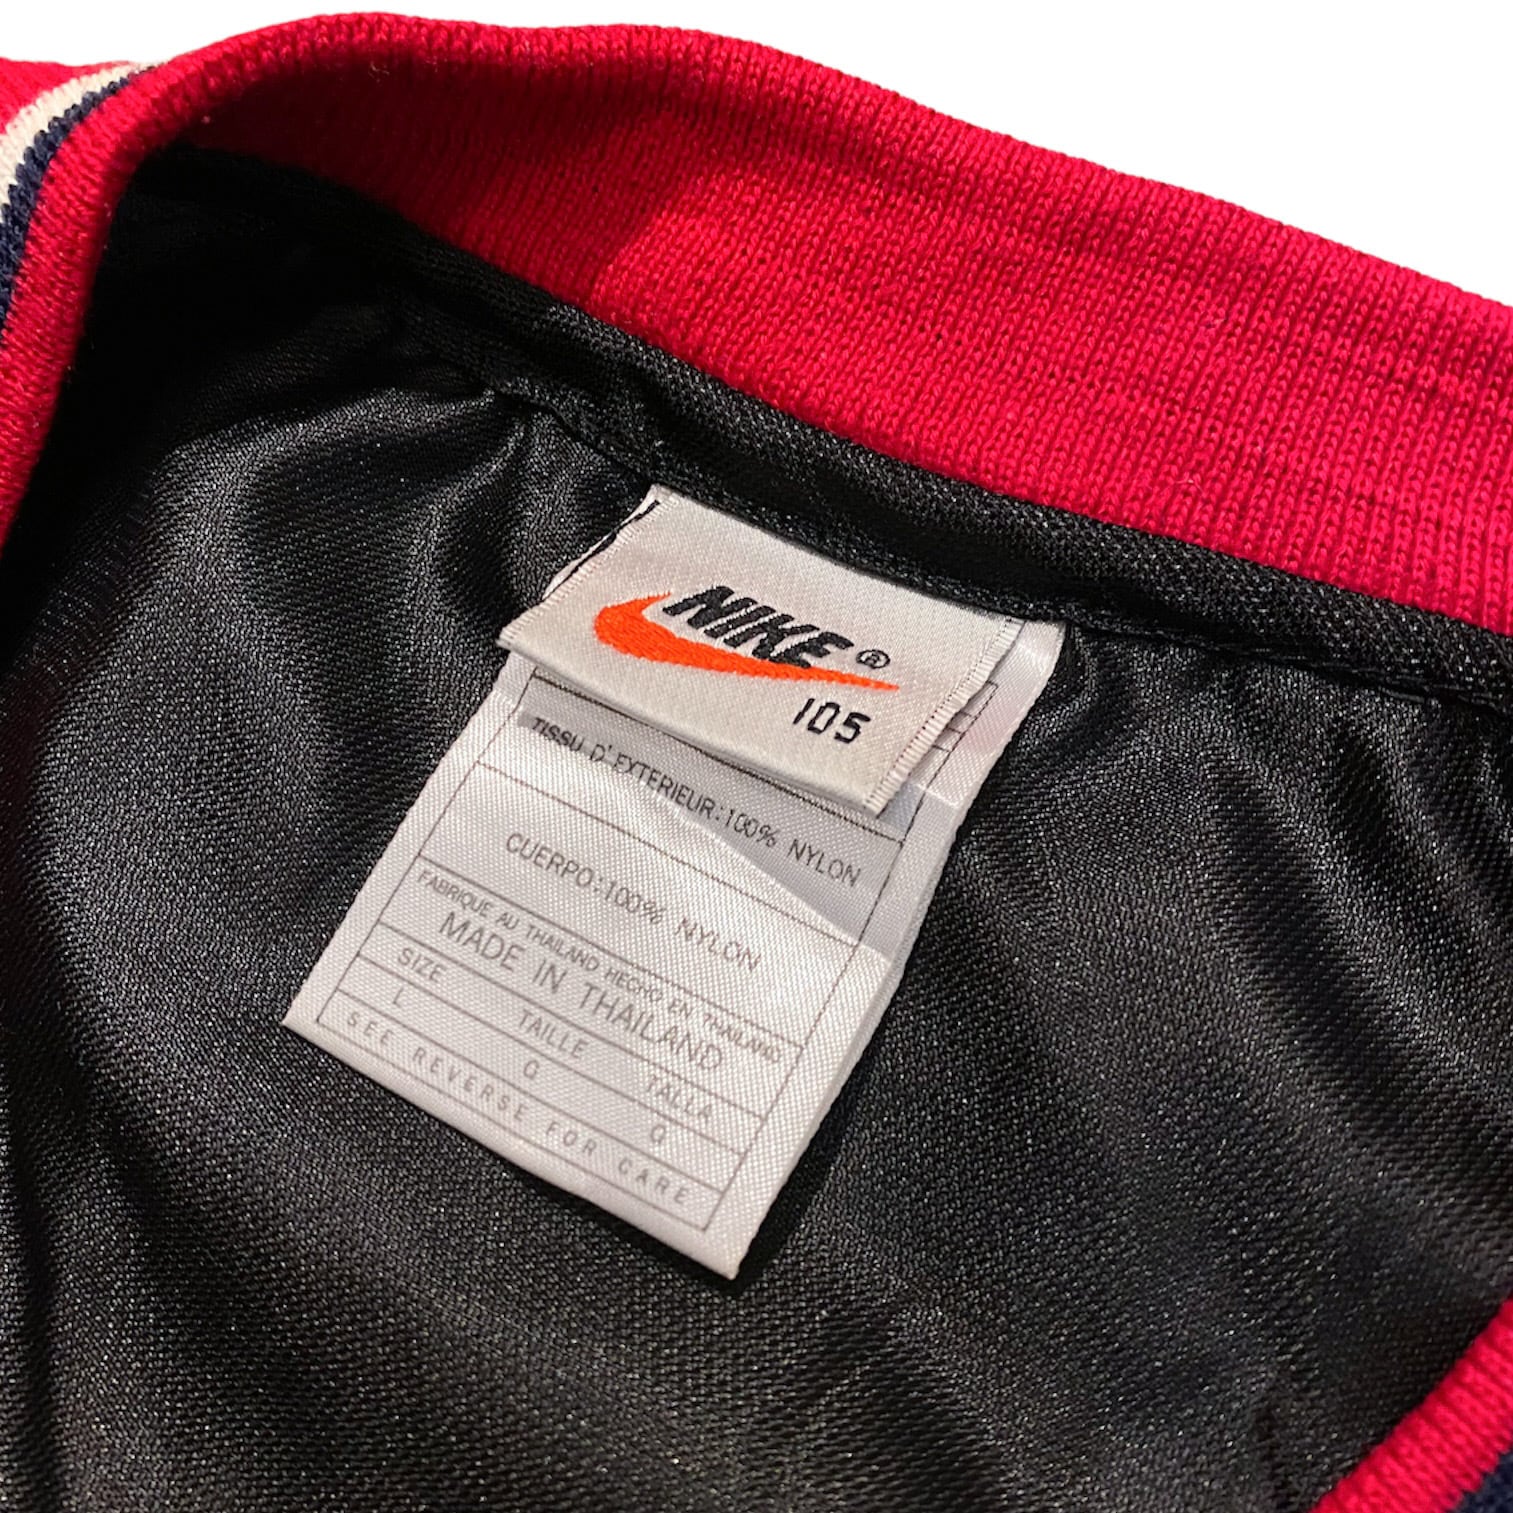 NIKE ®
105
TISSU D'EXTERIEUR:100% NYLON
CUERPO:100% NYLON
FABRIQUE AU THAILAND HECHO EN THAILAND
MADE IN THAILAND
SIZE TAILLE TALLA
L G G
SEE REVERSE FOR CARE